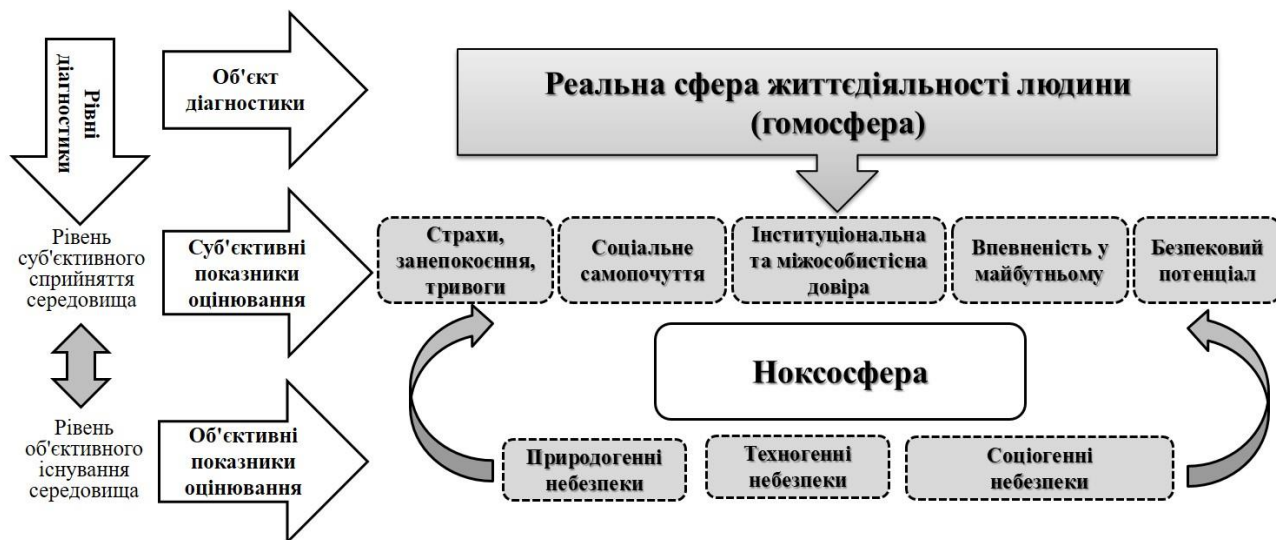 Рівні
діагностики
Об'єкт
діагностики
Реальна сфера життєдіяльності людини
(гомосфера)
Рівень
суб'єктивного
сприйняття
середовища
Суб'єктивні
показники
оцінювання
Страхи,
занепокоєння,
тривоги
Соціальне
самопочуття
Інституціональна
та міжособистісна
довіра
Впевненість у
майбутньому
Безпековий
потенціал
Ноксосфера
Рівень
об'єктивного
існування
середовища
Об'єктивні
показники
оцінювання
Природогенні
небезпеки
Техногенні
небезпеки
Соціогенні
небезпеки